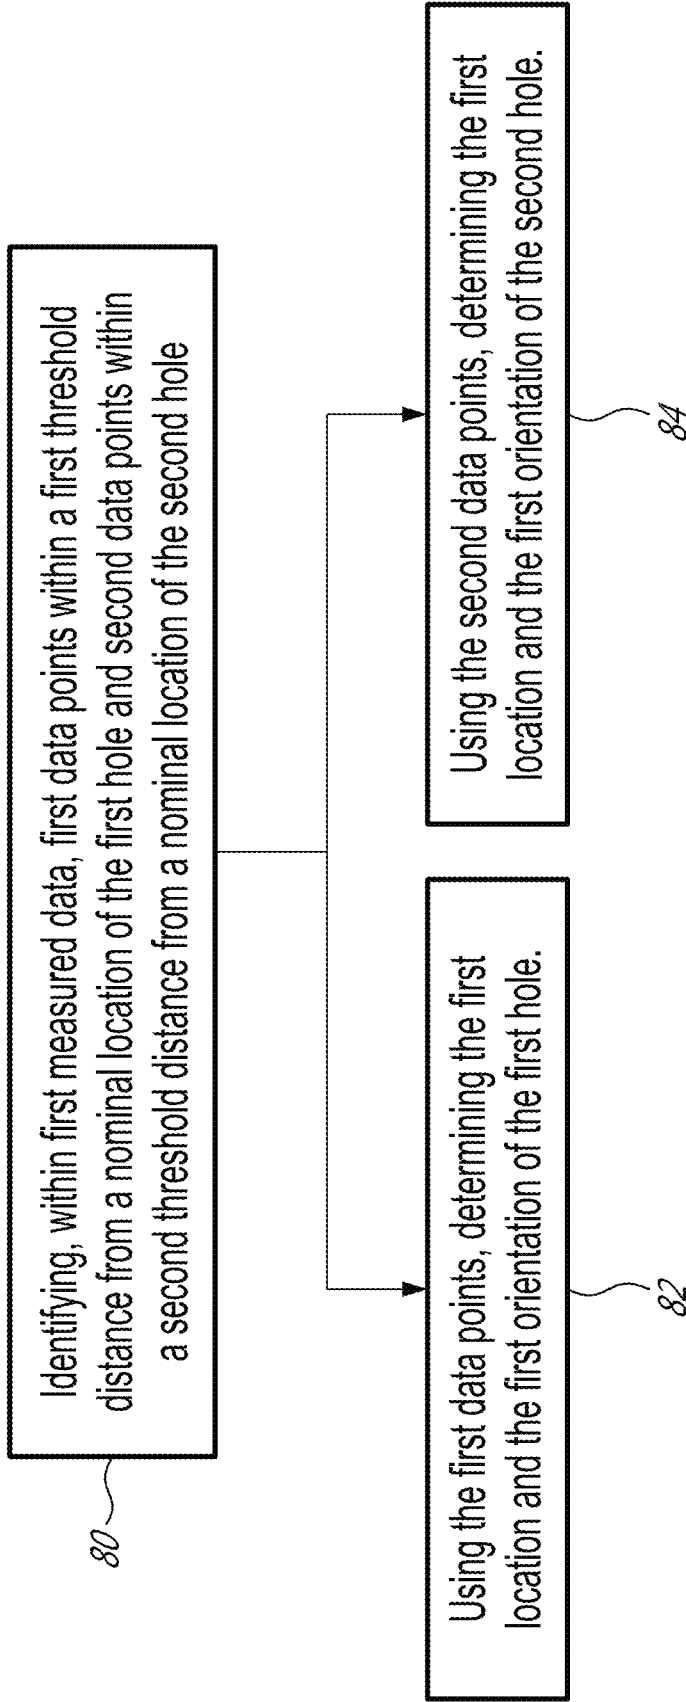 80
Identifying, within first measured data, first data points within a first threshold
distance from a nominal location of the first hole and second data points within
a second threshold distance from a nominal location of the second hole
Using the first data points, determining the first
location and the first orientation of the first hole.
82
Using the second data points, determining the first
location and the first orientation of the second hole.
84